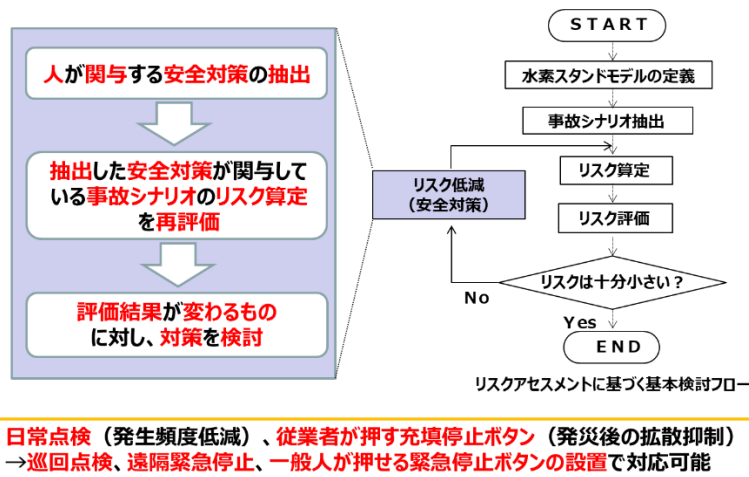 人が関与する安全対策の抽出
抽出した安全対策が関与して
いる事故シナリオのリスク算定
を再評価
評価結果が変わるもの
に対し、対策を検討
START
水素スタンドモデルの定義
事故シナリオ抽出
リスク算定
リスク評価
リスクは十分小さい？
リスク低減
（安全対策）
No
Yes
END
リスクアセスメントに基づく基本検討フロー
日常点検（発生頻度低減）、従業者が押す充填停止ボタン（発災後の拡散抑制）
→巡回点検、遠隔緊急停止、一般人が押せる緊急停止ボタンの設置で対応可能